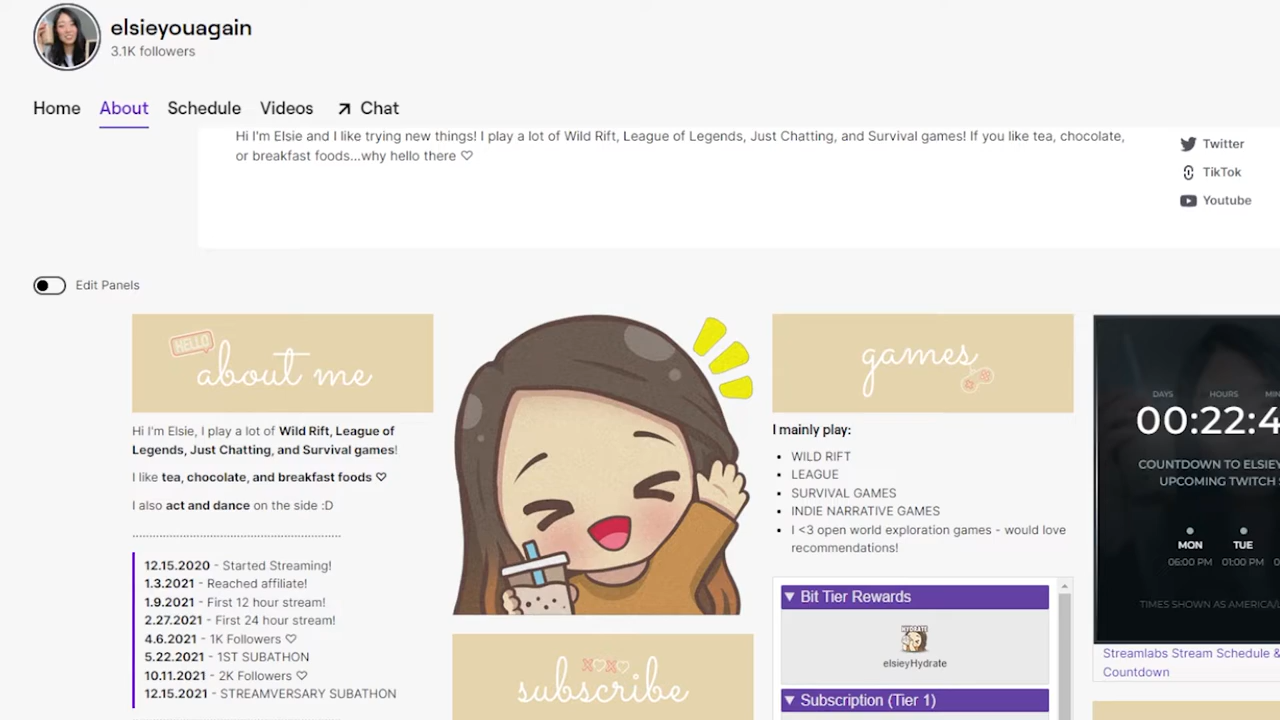 elsieyouagain
3.1K followers
Home About Schedule Videos Chat
Hi I'm Elsie and I like trying new things! I play a lot of Wild Rift, League of Legends, Just Chatting, and Survival games! If you like tea, chocolate,
or breakfast foods...why hello there ♡
Twitter
TikTok
Youtube
Edit Panels
HELLO
about me
Hi I'm Elsie, I play a lot of Wild Rift, League of
Legends, Just Chatting, and Survival games!
I like tea, chocolate, and breakfast foods ♡
I also act and dance on the side :D
12.15.2020 - Started Streaming!
1.3.2021 - Reached affiliate!
1.9.2021 - First 12 hour stream!
2.27.2021 - First 24 hour stream!
4.6.2021 - 1K Followers ♡
5.22.2021 - 1ST SUBATHON
10.11.2021 - 2K Followers ♡
12.15.2021 - STREAMVERSARY SUBATHON
subscribe
games
I mainly play:
• WILD RIFT
• LEAGUE
• SURVIVAL GAMES
• INDIE NARRATIVE GAMES
• I <3 open world exploration games - would love
recommendations!
Bit Tier Rewards
HYDRATE
elsieyHydrate
Subscription (Tier 1)
DAYS HOURS
00:22:4
COUNTDOWN TO ELSIEY
UPCOMING TWITCH
MON TUE
06:00 PM 01:00 PM
TIMES SHOWN AS AMERICA/
Streamlabs Stream Schedule &
Countdown